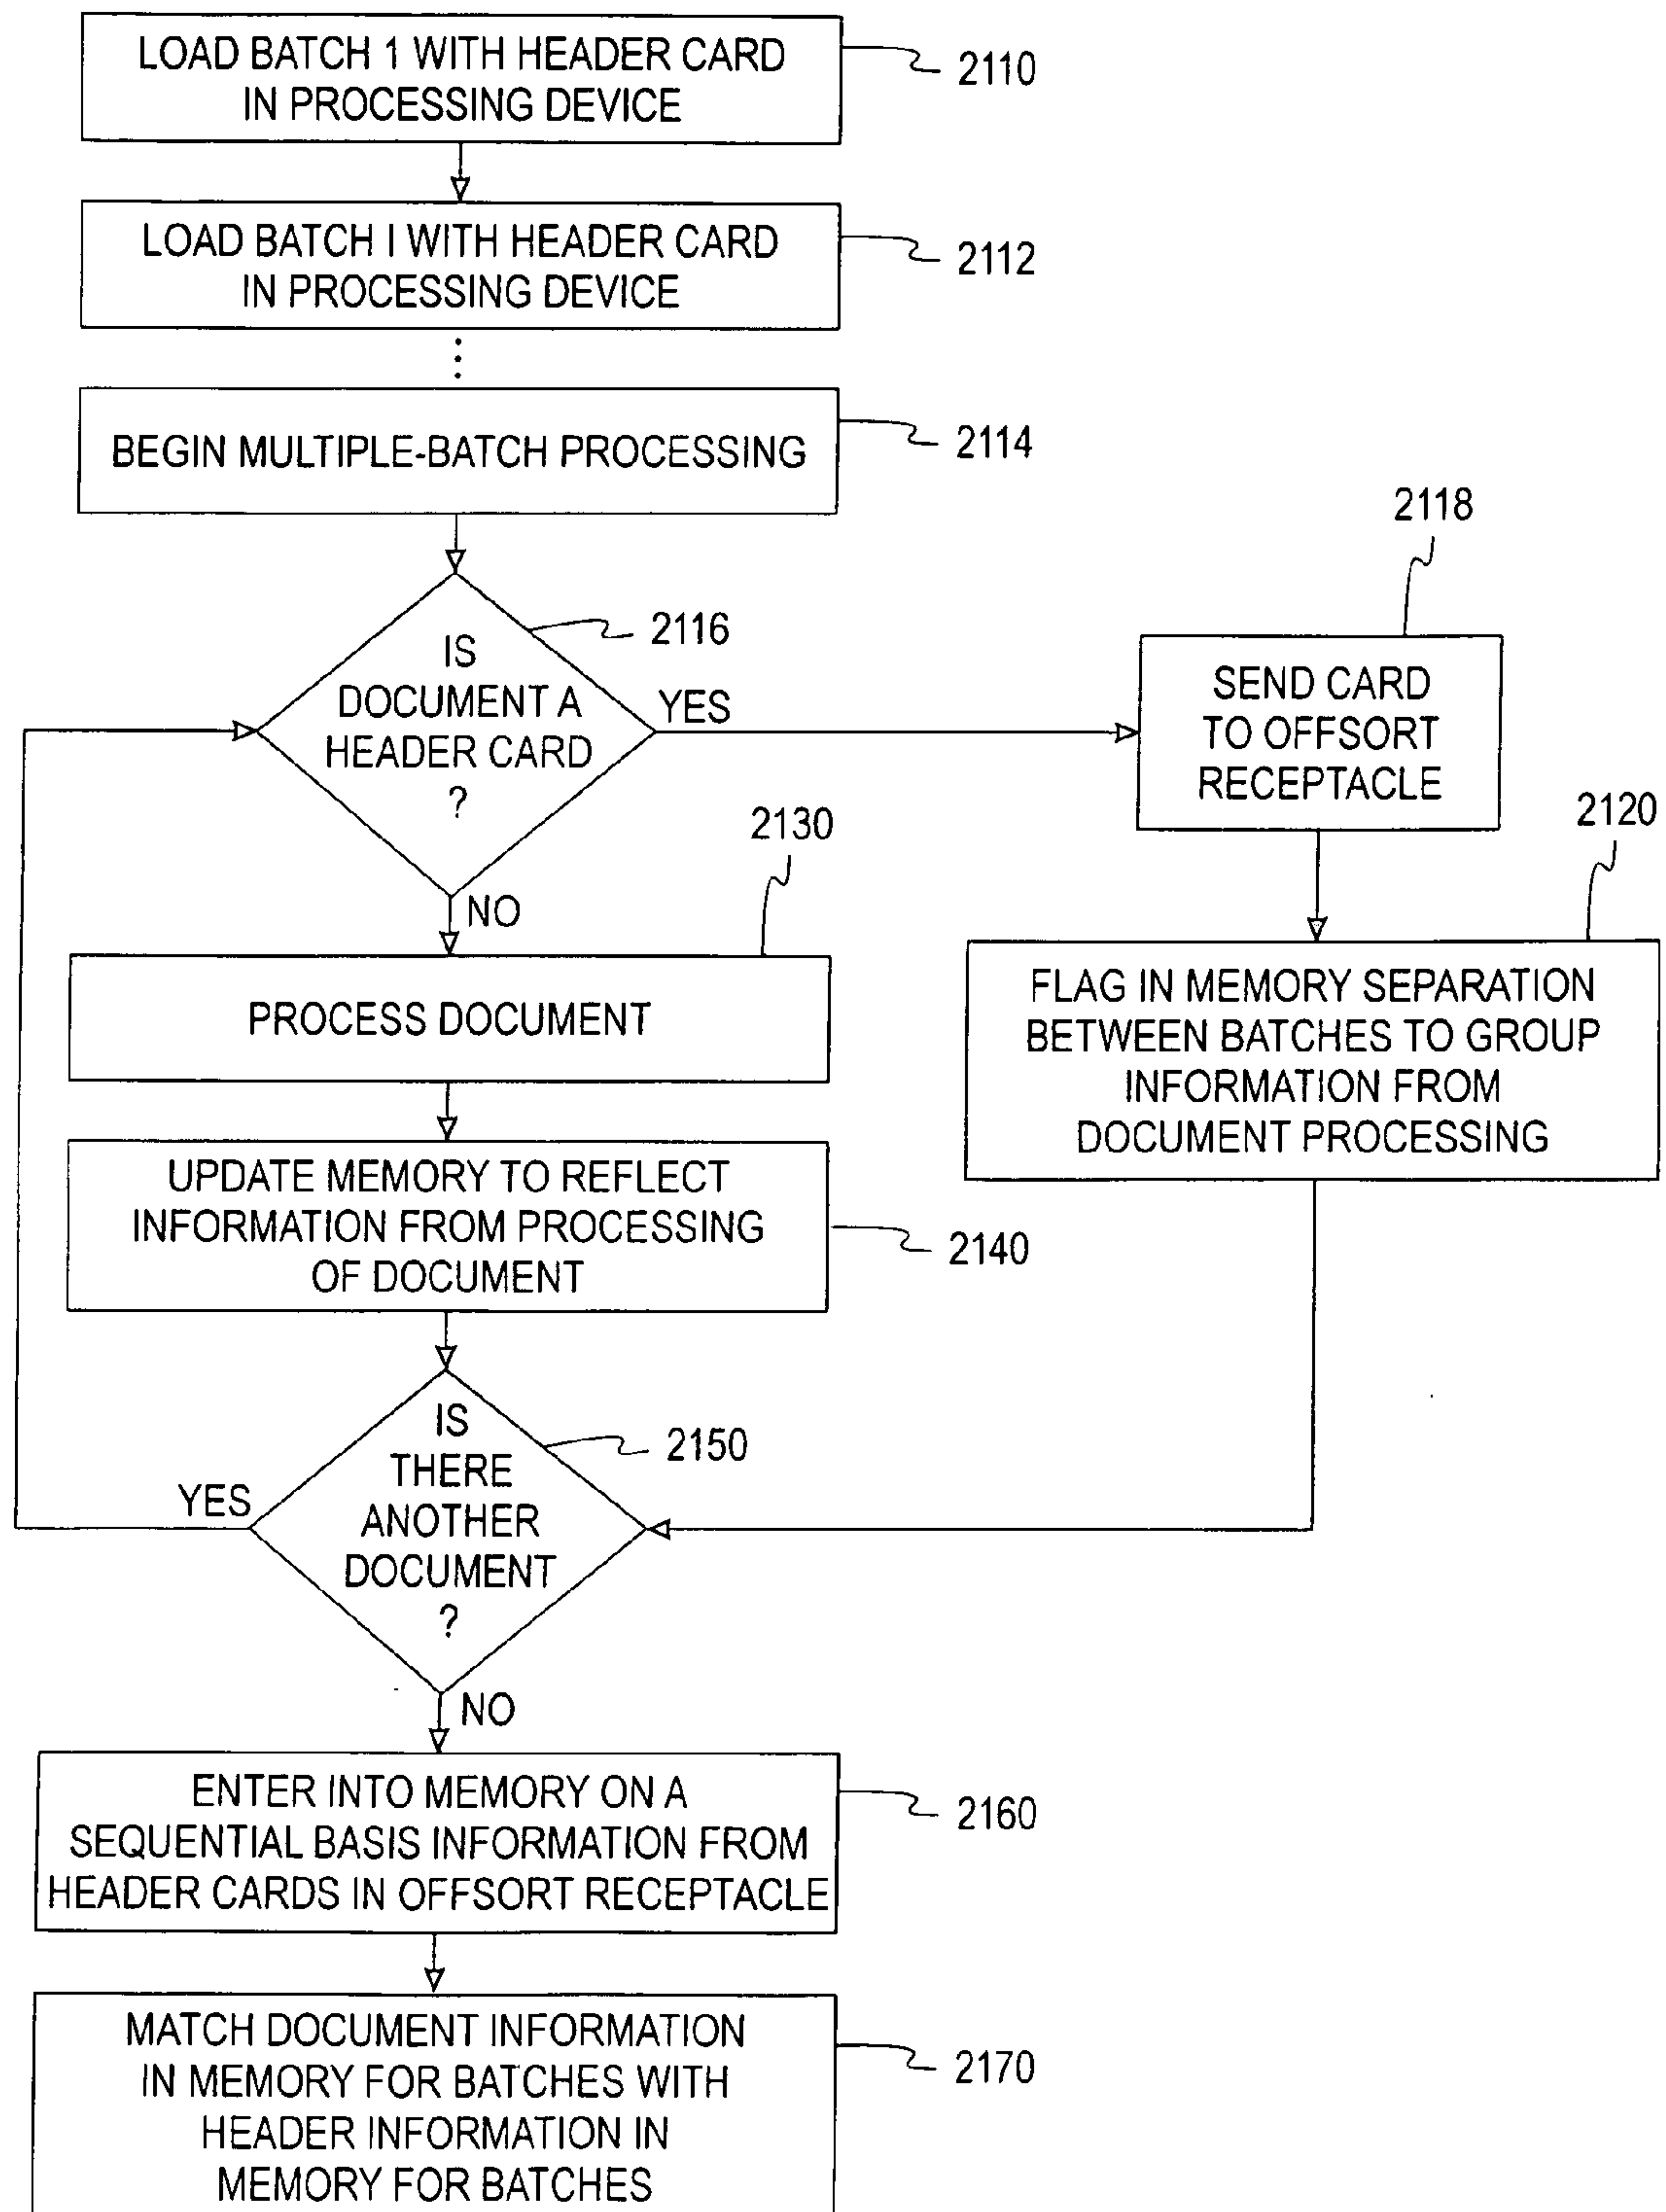 LOAD BATCH 1 WITH HEADER CARD
IN PROCESSING DEVICE
2110
LOAD BATCH I WITH HEADER CARD
IN PROCESSING DEVICE
2112
BEGIN MULTIPLE-BATCH PROCESSING
2114
IS
DOCUMENT A
HEADER CARD
?
2116
YES
NO
2118
SEND CARD
TO OFFSORT
RECEPTACLE
2120
FLAG IN MEMORY SEPARATION
BETWEEN BATCHES TO GROUP
INFORMATION FROM
DOCUMENT PROCESSING
2130
PROCESS DOCUMENT
UPDATE MEMORY TO REFLECT
INFORMATION FROM PROCESSING
OF DOCUMENT
2140
IS
THERE
ANOTHER
DOCUMENT
?
2150
YES
NO
ENTER INTO MEMORY ON A
SEQUENTIAL BASIS INFORMATION FROM
HEADER CARDS IN OFFSORT RECEPTACLE
2160
MATCH DOCUMENT INFORMATION
IN MEMORY FOR BATCHES WITH
HEADER INFORMATION IN
MEMORY FOR BATCHES
2170